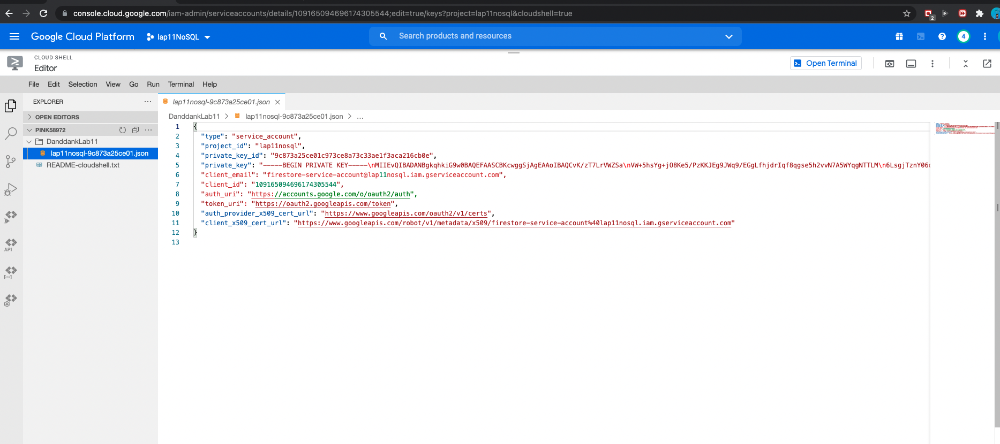 console.cloud.google.com/iam-admin/serviceaccounts/details/109165094696174305544;edit=true/keys?project=lap11nosql&cloudshell=true
2
Google Cloud Platform
lap11NoSQL
Search products and resources
4
CLOUD SHELL
Editor
Open Terminal
File Edit Selection View Go Run Terminal Help
EXPLORER
OPEN EDITORS
PINK58972
DanddankLab11
lap11nosql-9c873a25ce01.json
README-cloudshell.txt
API
lap11nosql-9c873a25ce01.json
DanddankLab11 > lap11nosql-9c873a25ce01.json > ...
1 {
2 "type": "service_account",
3 "project_id": "lap11nosql",
4 "private_key_id": "9c873a25ce01c973ce8a73c33ae1f3aca216cb0e",
5 "private_key": "-----BEGIN PRIVATE KEY-----\nMIIEvQIBADANBgkqhkiG9w0BAQEFAASCBKcwggSjAgEAAoIBAQCvK/zT7LrVWZSa\nVW+5hsYg+jO8Ke5/PzKKJEg9JWq9/EGgLfhjdrIqf8qgse5h2vvN7A5WYqgNTTLM\n6LsgjTznY06
6 "client_email": "firestore-service-account@lap11nosql.iam.gserviceaccount.com",
7 "client_id": "109165094696174305544",
8 "auth_uri": "https://accounts.google.com/o/oauth2/auth",
9 "token_uri": "https://oauth2.googleapis.com/token",
10 "auth_provider_x509_cert_url": "https://www.googleapis.com/oauth2/v1/certs",
11 "client_x509_cert_url": "https://www.googleapis.com/robot/v1/metadata/x509/firestore-service-account%40lap11nosql.iam.gserviceaccount.com"
12 }
13